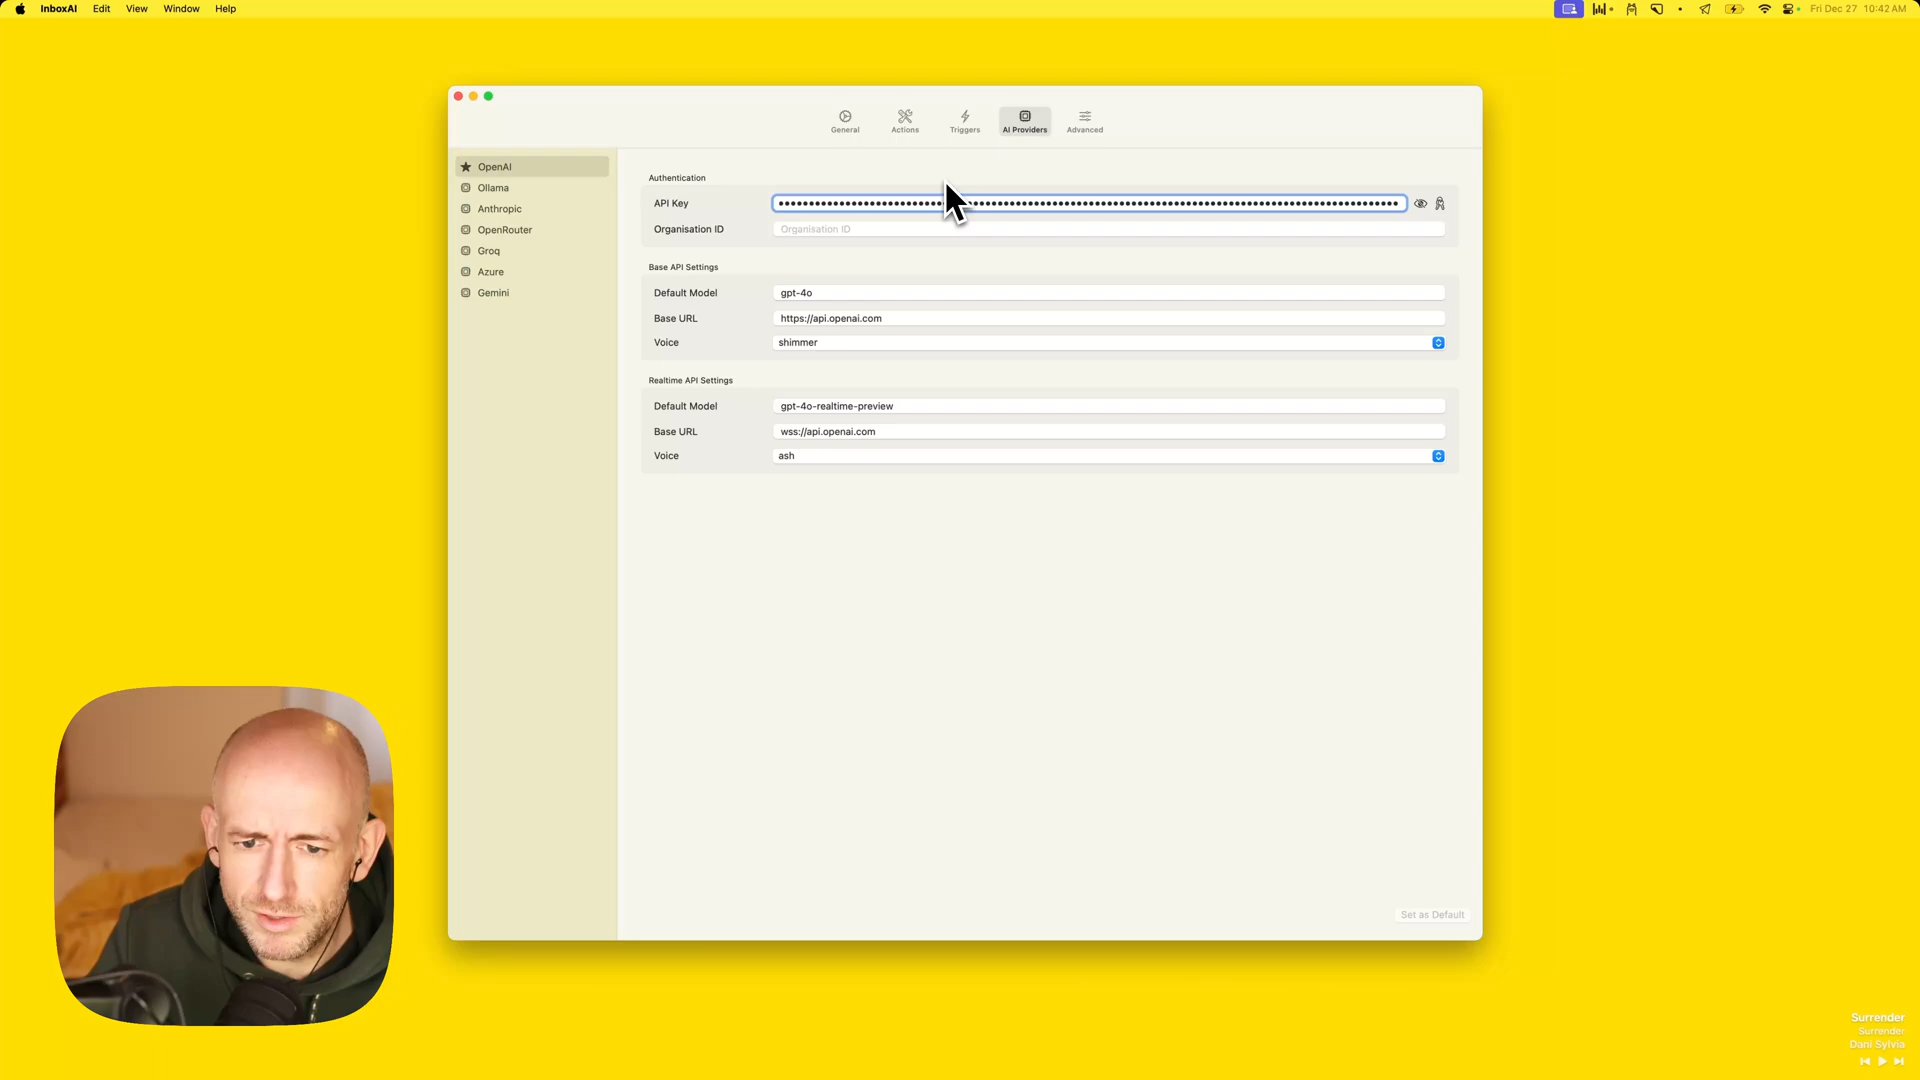 InboxAI Edit View Window Help Fri Dec 27 10:42 AM
General Actions Triggers AI Providers Advanced
OpenAI
Ollama
Anthropic
OpenRouter
Groq
Azure
Gemini
Authentication
API Key
Organisation ID Organisation ID
Base API Settings
Default Model gpt-4o
Base URL https://api.openai.com
Voice shimmer
Realtime API Settings
Default Model gpt-4o-realtime-preview
Base URL wss://api.openai.com
Voice ash
Set as Default
Surrender
Surrender
Dani Sylvia